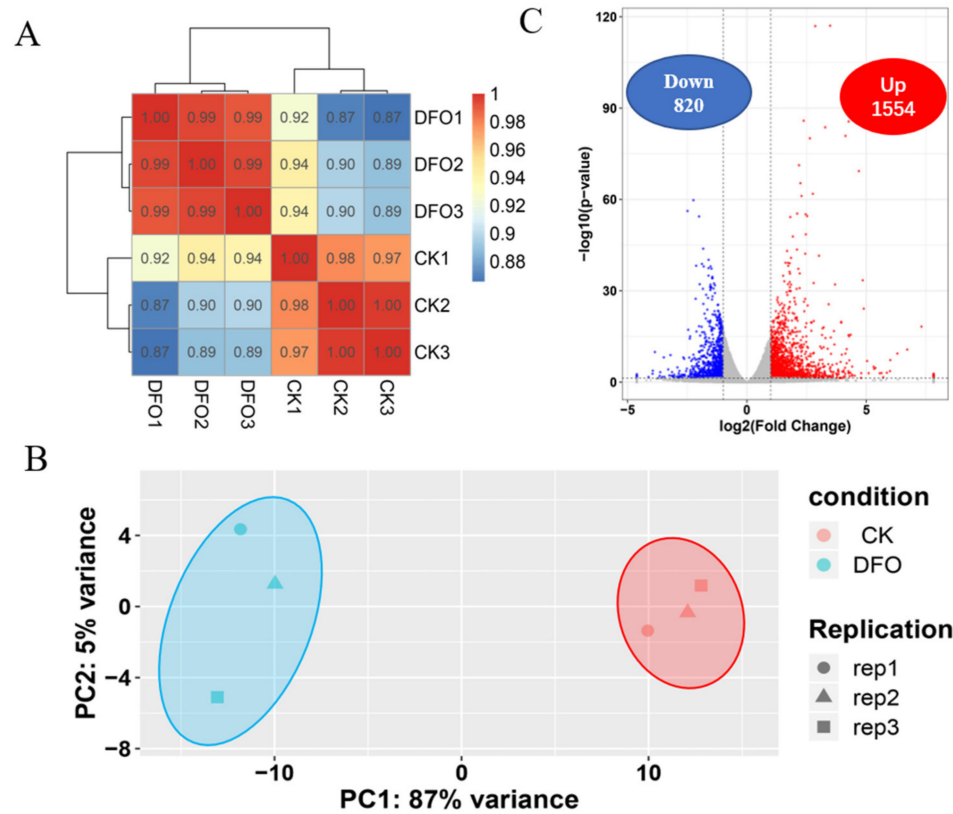 A
1.00 0.99 0.99 0.92 0.87 0.87 DFO1
0.99 1.00 0.99 0.94 0.90 0.89 DFO2
0.99 0.99 1.00 0.94 0.90 0.89 DFO3
0.92 0.94 0.94 1.00 0.98 0.97 CK1
0.87 0.90 0.90 0.98 1.00 1.00 CK2
0.87 0.89 0.89 0.97 1.00 1.00 CK3
DFO1 DFO2 DFO3 CK1 CK2 CK3
1
0.98
0.96
0.94
0.92
0.9
0.88
C
120
90
60
30
0
−log10(p−value)
Down
820
Up
1554
−5 0 5
log2(Fold Change)
B
4
0
−4
−8
PC2: 5% variance
−10 0 10
PC1: 87% variance
condition
CK
DFO
Replication
rep1
rep2
rep3